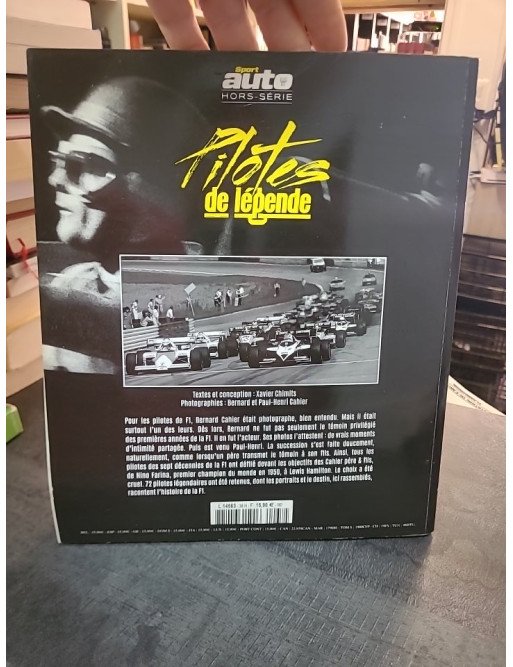 Sport
auto
HORS-SÉRIE
Pilotes
de légende
Textes et conception : Xavier Chimits
Photographies : Bernard et Paul-Henri Cahier
Pour les pilotes de F1, Bernard Cahier était photographe, bien entendu. Mais il était
surtout l'un des leurs. Dès lors, Bernard ne fut pas seulement le témoin privilégié
des premières années de la F1. Il en fut l'acteur. Ses photos l'attestent : de vrais moments
d'intimité partagée. Puis est venu Paul-Henri. La succession s'est faite doucement,
naturellement, comme lorsqu'un père transmet le témoin à son fils. Ainsi, tous les
pilotes des sept décennies de la F1 ont défilé devant les objectifs des Cahier père & fils,
de Nino Farina, premier champion du monde en 1950, à Lewis Hamilton. Le choix a été
cruel. 72 pilotes légendaires ont été retenus, dont les portraits et le destin, ici rassemblés,
racontent l'histoire de la F1.